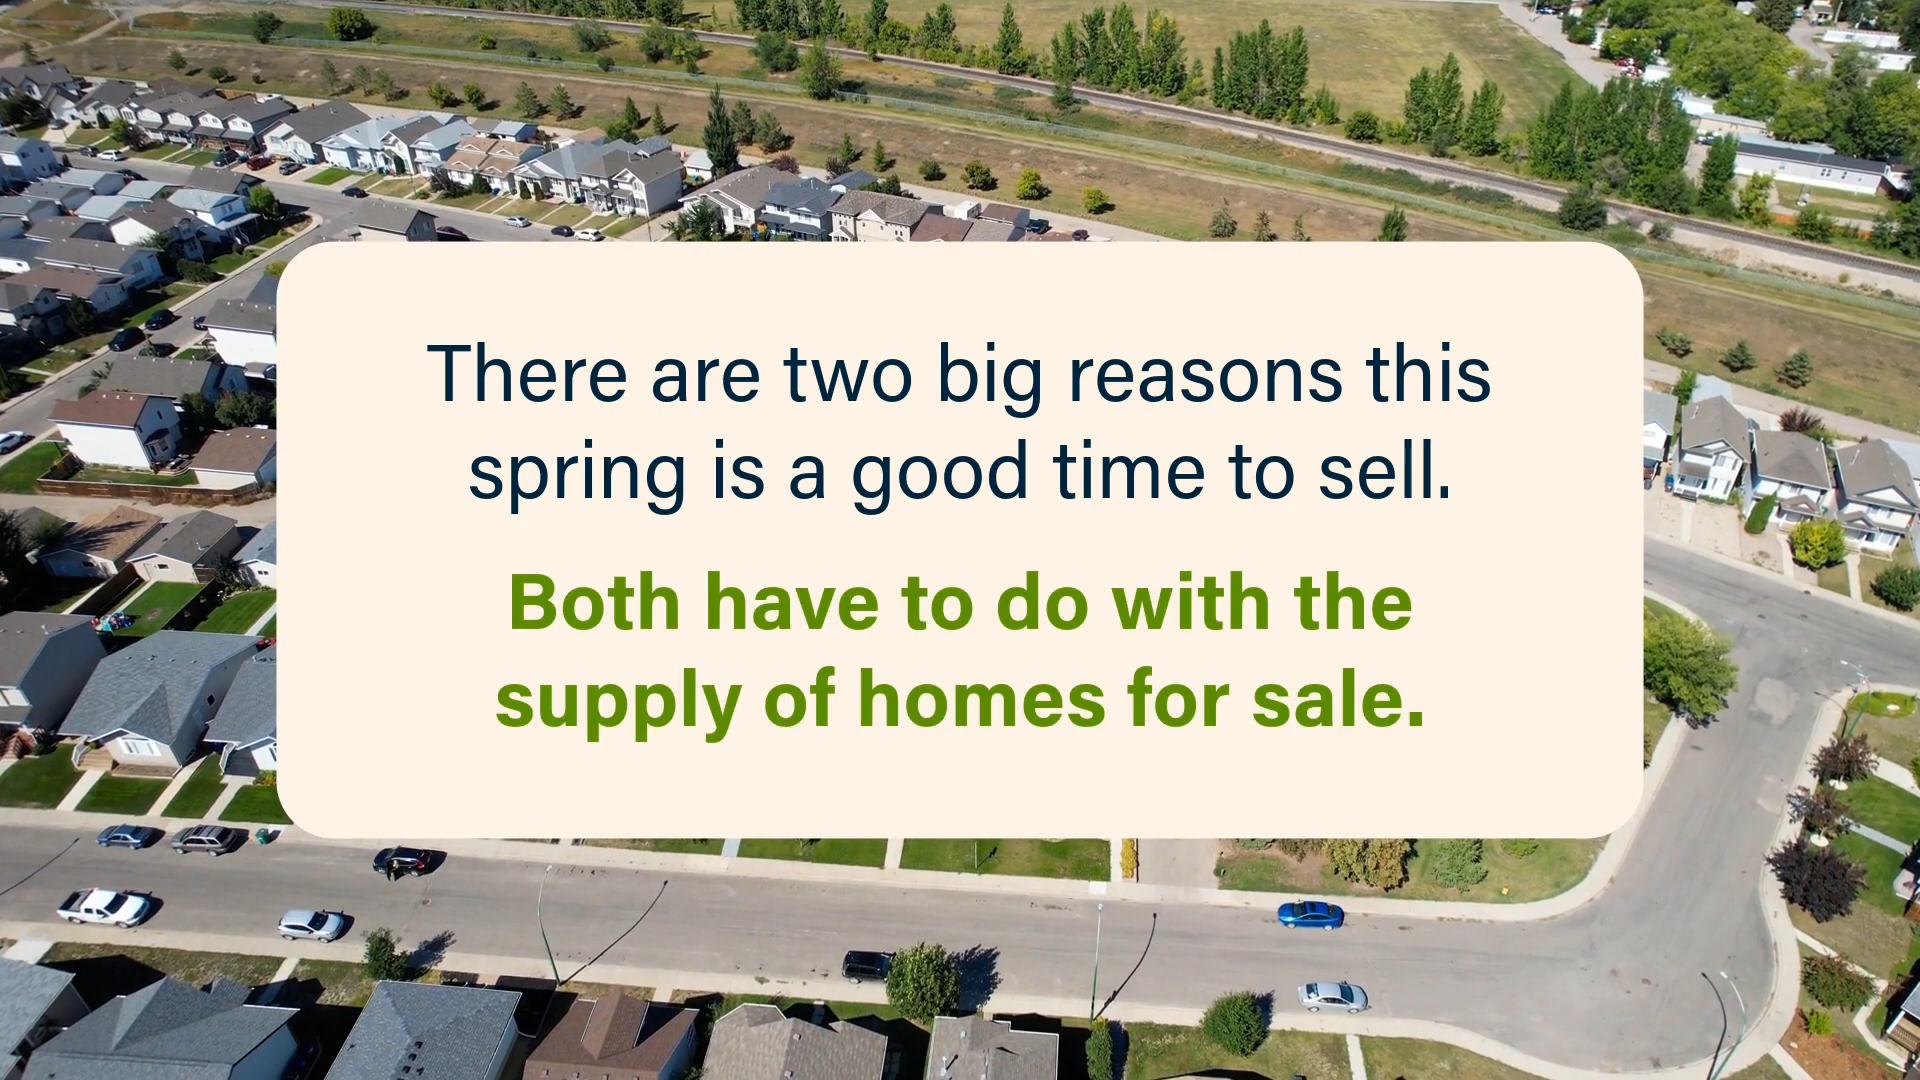 There are two big reasons this
spring is a good time to sell.
Both have to do with the
supply of homes for sale.